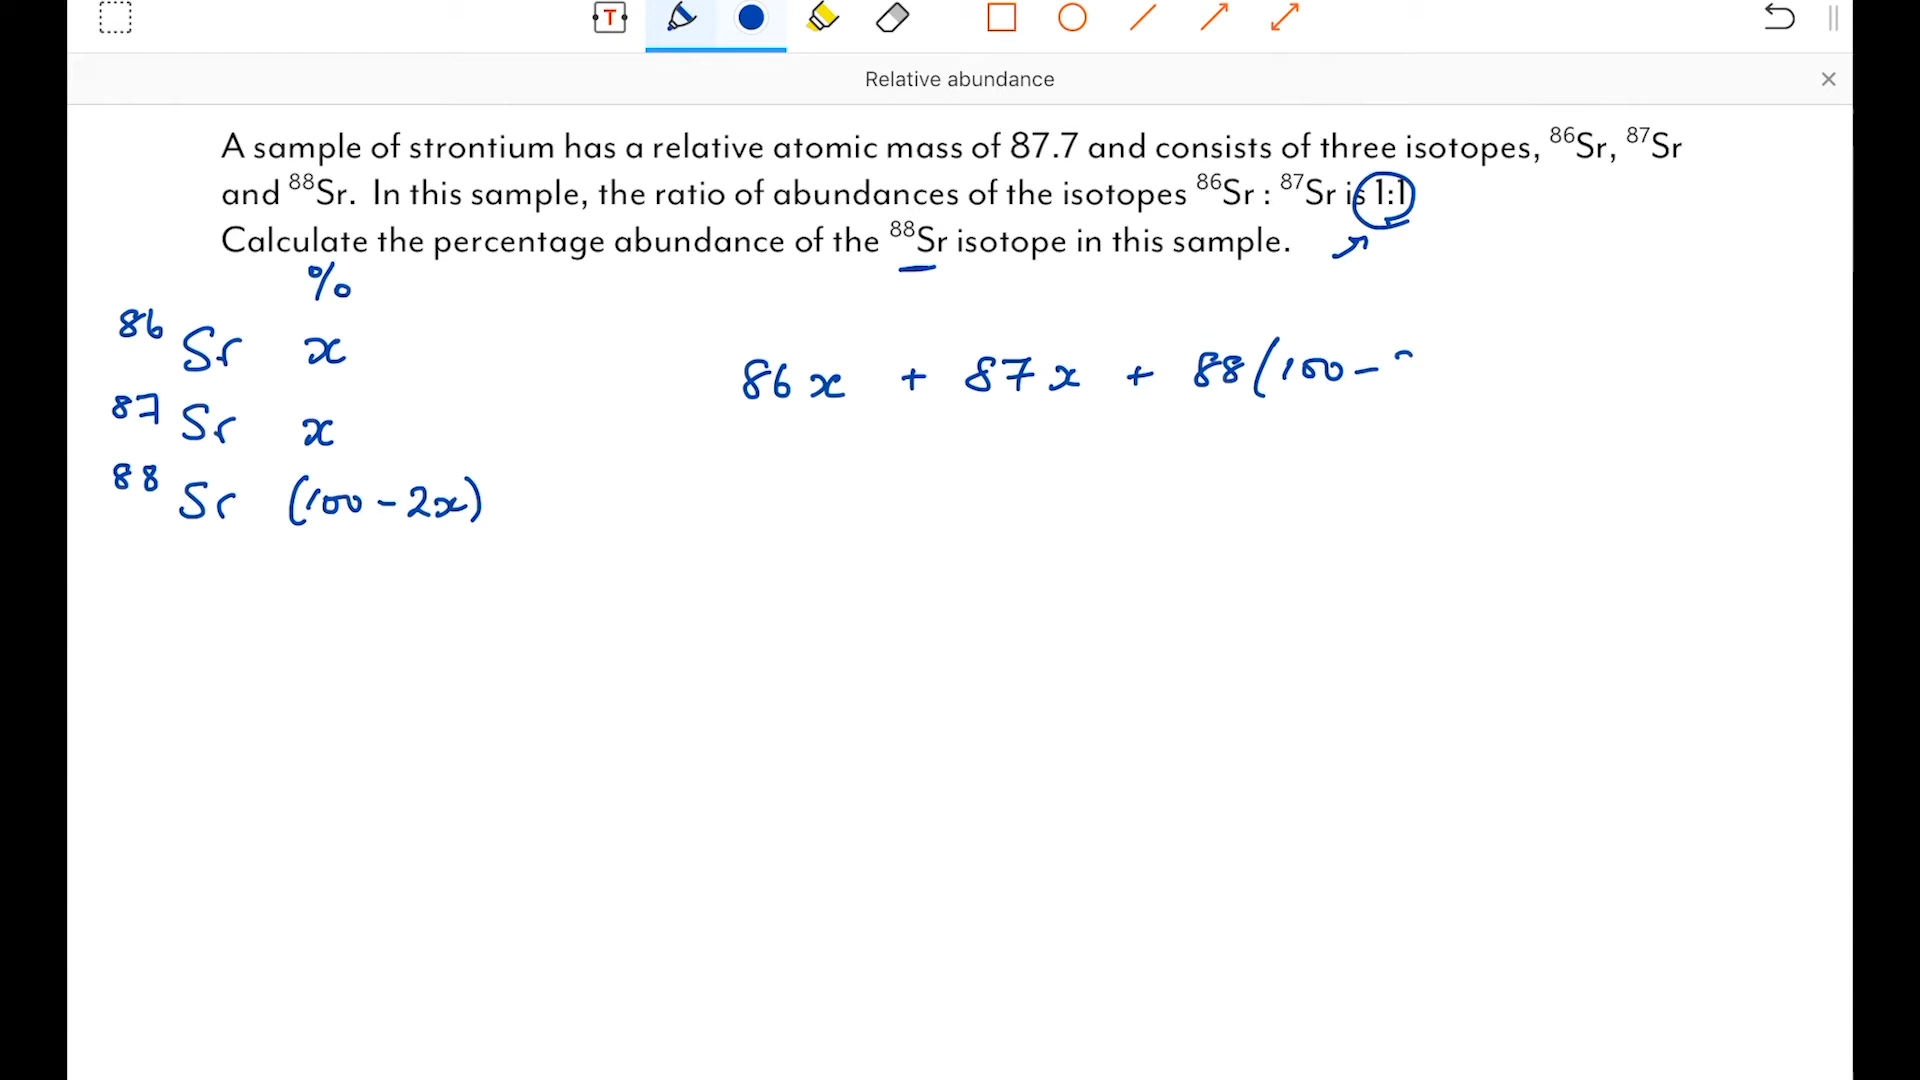 T
Relative abundance
A sample of strontium has a relative atomic mass of 87.7 and consists of three isotopes, ⁸⁶Sr, ⁸⁷Sr
and ⁸⁸Sr. In this sample, the ratio of abundances of the isotopes ⁸⁶Sr : ⁸⁷Sr is 1:1
Calculate the percentage abundance of the ⁸⁸Sr isotope in this sample.
%
⁸⁶Sr x
86x + 87x + 88(100 -
⁸⁷Sr x
⁸⁸Sr (100 - 2x)